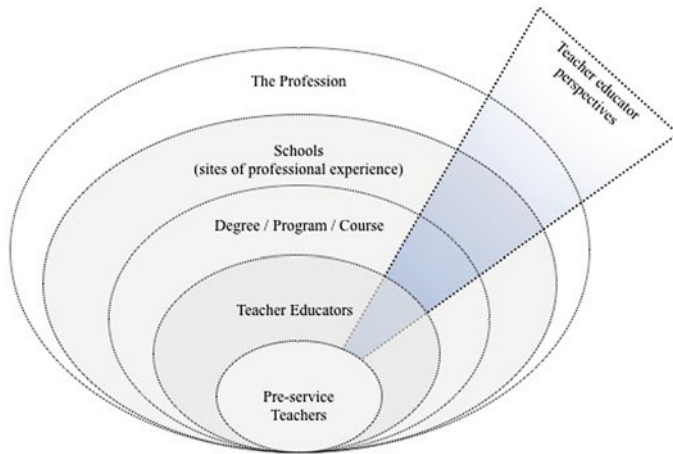 The Profession
Teacher educator
perspectives
Schools
(sites of professional experience)
Degree / Program / Course
Teacher Educators
Pre-service
Teachers